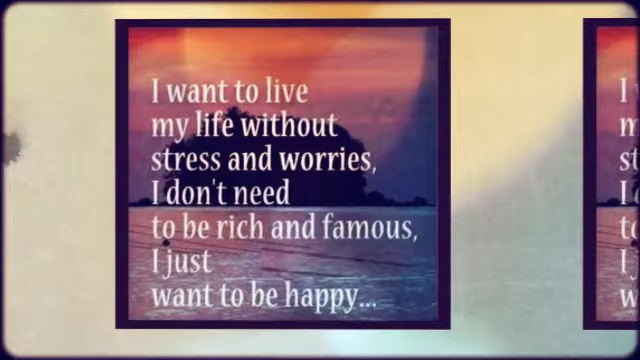 I want to live
my life without
stress and worries,
I don't need
to be rich and famous,
I just
want to be happy...